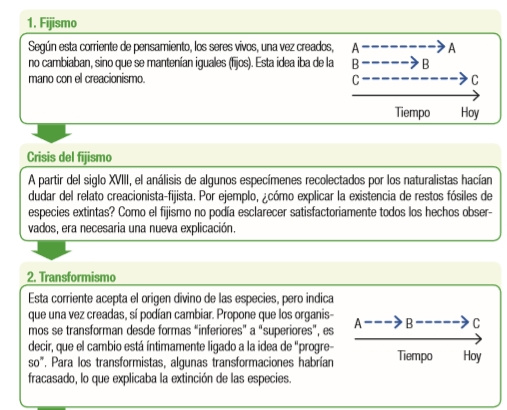 1. Fijismo
Según esta corriente de pensamiento, los seres vivos, una vez creados,
no cambiaban, sino que se mantenían iguales (fijos). Esta idea iba de la
mano con el creacionismo.
A A
B B
C C
Tiempo Hoy
Crisis del fijismo
A partir del siglo XVIII, el análisis de algunos especímenes recolectados por los naturalistas hacían
dudar del relato creacionista-fijista. Por ejemplo, ¿cómo explicar la existencia de restos fósiles de
especies extintas? Como el fijismo no podía esclarecer satisfactoriamente todos los hechos obser-
vados, era necesaria una nueva explicación.
2. Transformismo
Esta corriente acepta el origen divino de las especies, pero indica
que una vez creadas, sí podían cambiar. Propone que los organis-
mos se transforman desde formas "inferiores" a "superiores", es
decir, que el cambio está íntimamente ligado a la idea de "progre-
so". Para los transformistas, algunas transformaciones habrían
fracasado, lo que explicaba la extinción de las especies.
A B C
Tiempo Hoy